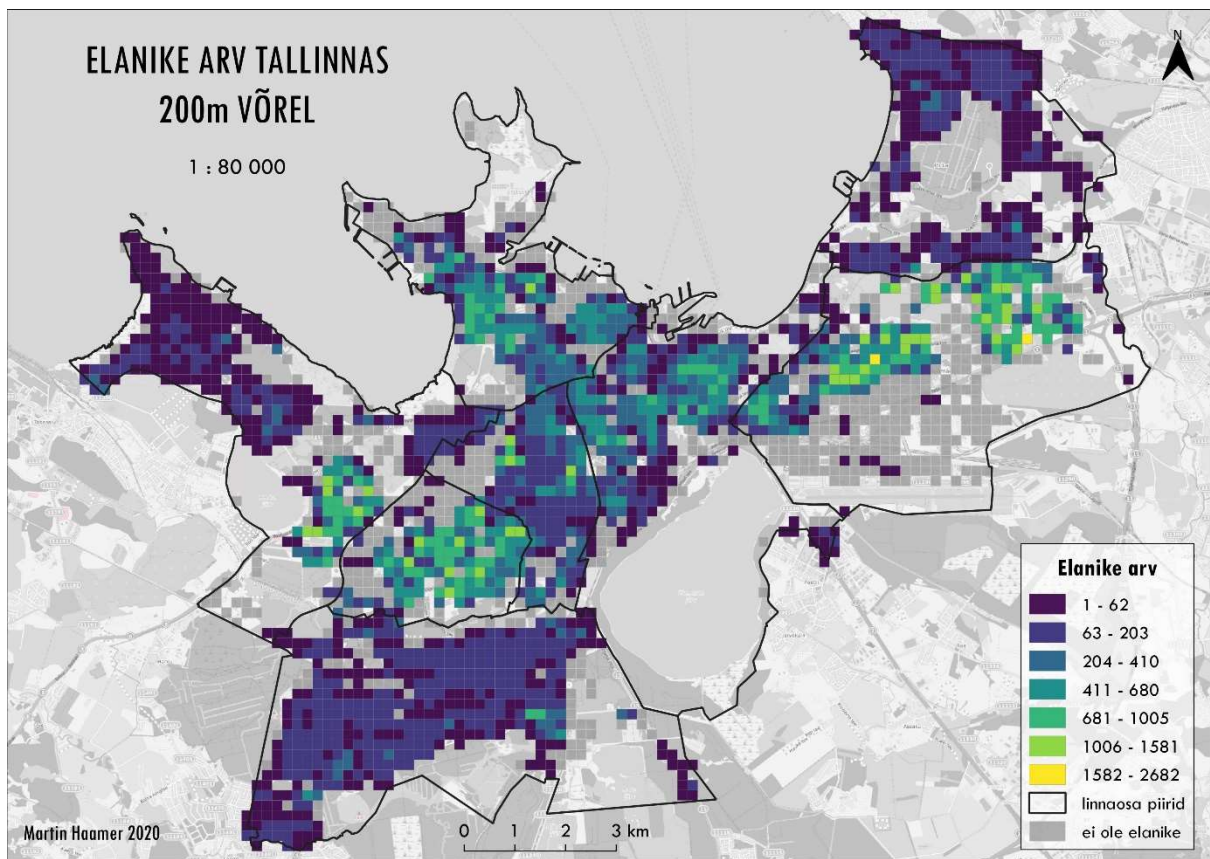 ELANIKE ARV TALLINNAS
200m VÕREL
1 : 80 000
N
Elanike arv
1 - 62
63 - 203
204 - 410
411 - 680
681 - 1005
1006 - 1581
1582 - 2682
linnaosa piirid
ei ole elanike
Martin Haamer 2020
0 1 2 3 km